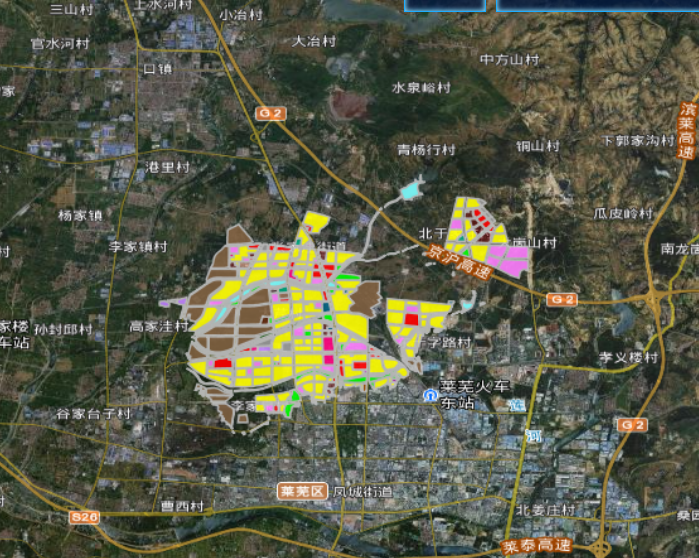 三山村
上水河村
小冶村
官水河村
大冶村
口镇
中方山村
水泉峪村
G2
滨莱高速
港里村
青杨行村
铜山村
下郭家沟村
杨家镇
瓜皮岭村
李家镇村
北于
崮山村
京沪高速
南龙崮
G2
孙封邱村
高家洼村
车站
字路村
孝义楼村
莱芜火车
东站
谷家台子村
G2
河
莱芜区
凤城街道
曹西村
北姜庄村
S26
莱泰高速